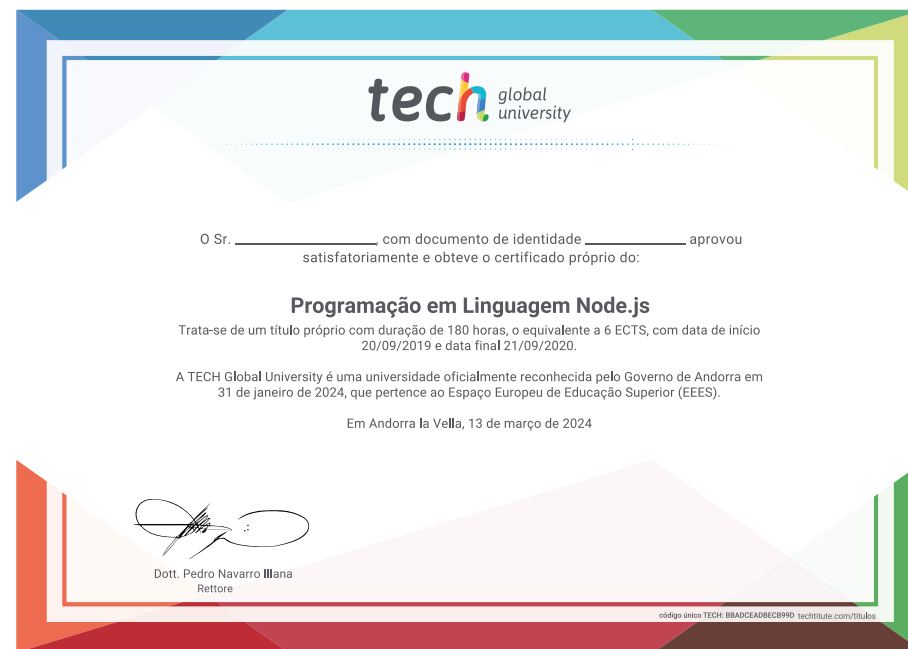 tech global university
O Sr. ____________________, com documento de identidade ______________ aprovou
satisfatoriamente e obteve o certificado próprio do:
Programação em Linguagem Node.js
Trata-se de um título próprio com duração de 180 horas, o equivalente a 6 ECTS, com data de início
20/09/2019 e data final 21/09/2020.
A TECH Global University é uma universidade oficialmente reconhecida pelo Governo de Andorra em
31 de janeiro de 2024, que pertence ao Espaço Europeu de Educação Superior (EEES).
Em Andorra la Vella, 13 de março de 2024
Dott. Pedro Navarro Illana
Rettore
código único TECH: BBADCEADBECB99D techtitute.com/titulos